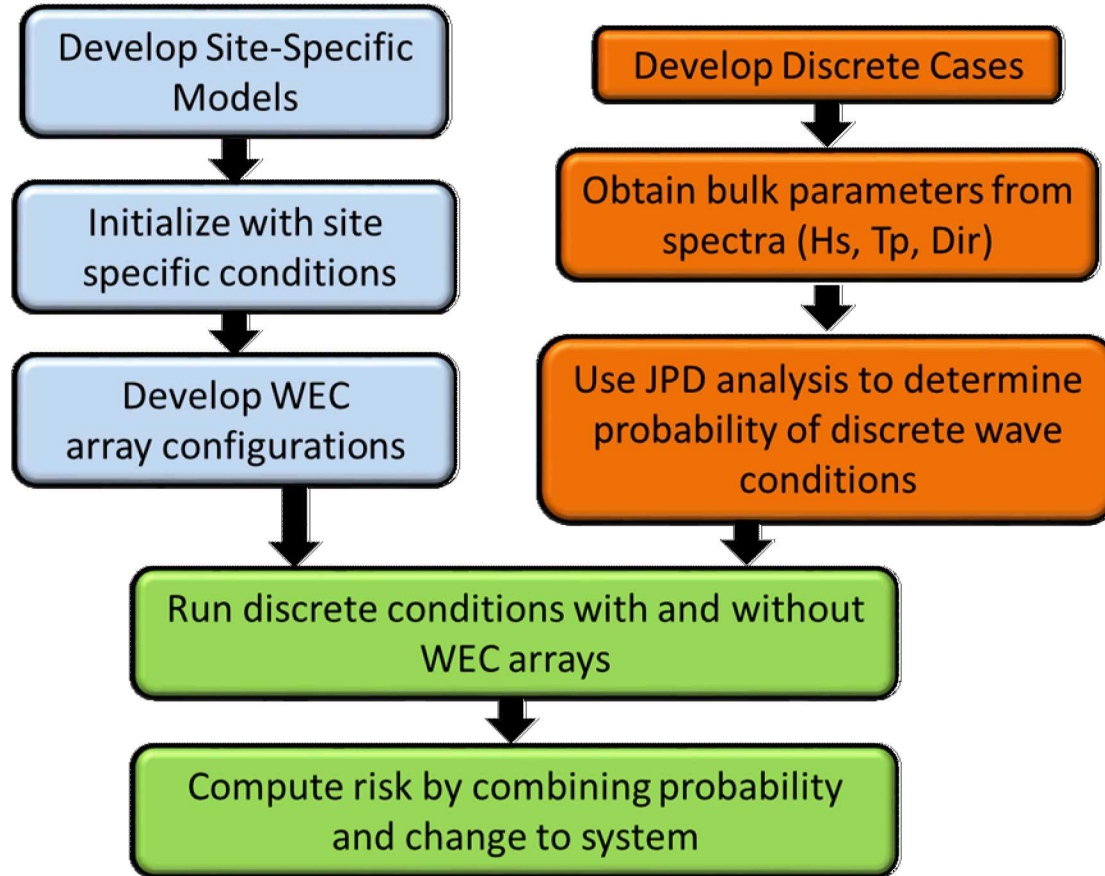 Develop Site-Specific
Models
Initialize with site
specific conditions
Develop WEC
array configurations
Develop Discrete Cases
Obtain bulk parameters from
spectra (Hs, Tp, Dir)
Use JPD analysis to determine
probability of discrete wave
conditions
Run discrete conditions with and without
WEC arrays
Compute risk by combining probability
and change to system